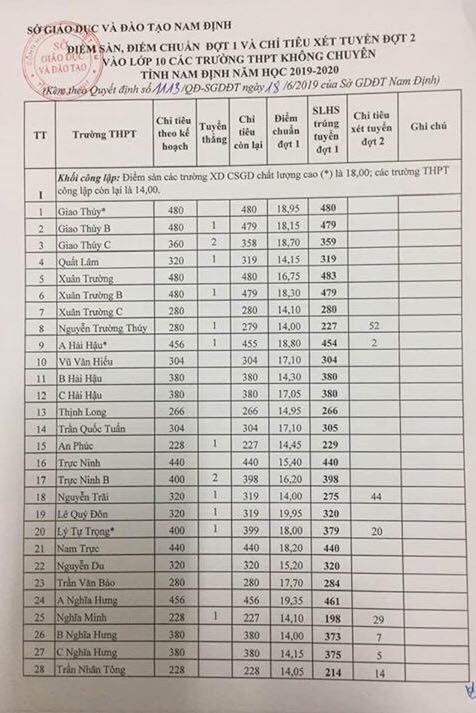 SỞ GIÁO DỤC VÀ ĐÀO TẠO NAM ĐỊNH
SỞ
GIÁO DỤC
VÀ ĐÀO TẠO
ĐIỂM SÀN, ĐIỂM CHUẨN ĐỢT 1 VÀ CHỈ TIÊU XÉT TUYỂN ĐỢT 2
VÀO LỚP 10 CÁC TRƯỜNG THPT KHÔNG CHUYÊN
TỈNH NAM ĐỊNH NĂM HỌC 2019-2020
(Kèm theo Quyết định số 1113/QĐ-SGDĐT ngày 18/6/2019 của Sở GDĐT Nam Định)
TT Trường THPT Chỉ tiêu theo kế hoạch Tuyển thẳng Chỉ tiêu còn lại Điểm chuẩn đợt 1 SLHS trúng tuyển đợt 1 Chỉ tiêu xét tuyển đợt 2 Ghi chú
I Khối công lập: Điểm sàn các trường XD CSGD chất lượng cao (*) là 18,00; các trường THPT
công lập còn lại là 14,00.
1 Giao Thủy* 480 480 18,95 480
2 Giao Thủy B 480 1 479 18,15 479
3 Giao Thủy C 360 2 358 18,70 359
4 Quất Lâm 320 1 319 14,15 319
5 Xuân Trường 480 480 16,75 483
6 Xuân Trường B 480 1 479 18,30 479
7 Xuân Trường C 280 280 14,10 280
8 Nguyễn Trường Thúy 280 1 279 14,00 227 52
9 A Hải Hậu* 456 1 455 18,80 454 2
10 Vũ Văn Hiếu 304 304 17,10 304
11 B Hải Hậu 380 380 14,30 380
12 C Hải Hậu 380 380 17,05 380
13 Thịnh Long 266 266 14,95 266
14 Trần Quốc Tuấn 304 304 17,10 305
15 An Phúc 228 1 227 14,45 229
16 Trực Ninh 440 440 15,40 440
17 Trực Ninh B 400 2 398 16,20 398
18 Nguyễn Trãi 320 1 319 14,00 275 44
19 Lê Quý Đôn 320 1 319 19,95 320
20 Lý Tự Trọng* 400 1 399 18,00 379 20
21 Nam Trực 440 440 18,20 440
22 Nguyễn Du 320 320 15,20 320
23 Trần Văn Bảo 280 280 17,70 284
24 A Nghĩa Hưng 456 456 19,35 461
25 Nghĩa Minh 228 1 227 14,10 198 29
26 B Nghĩa Hưng 380 380 14,00 373 7
27 C Nghĩa Hưng 380 380 14,15 375 5
28 Trần Nhân Tông 228 228 14,05 214 14